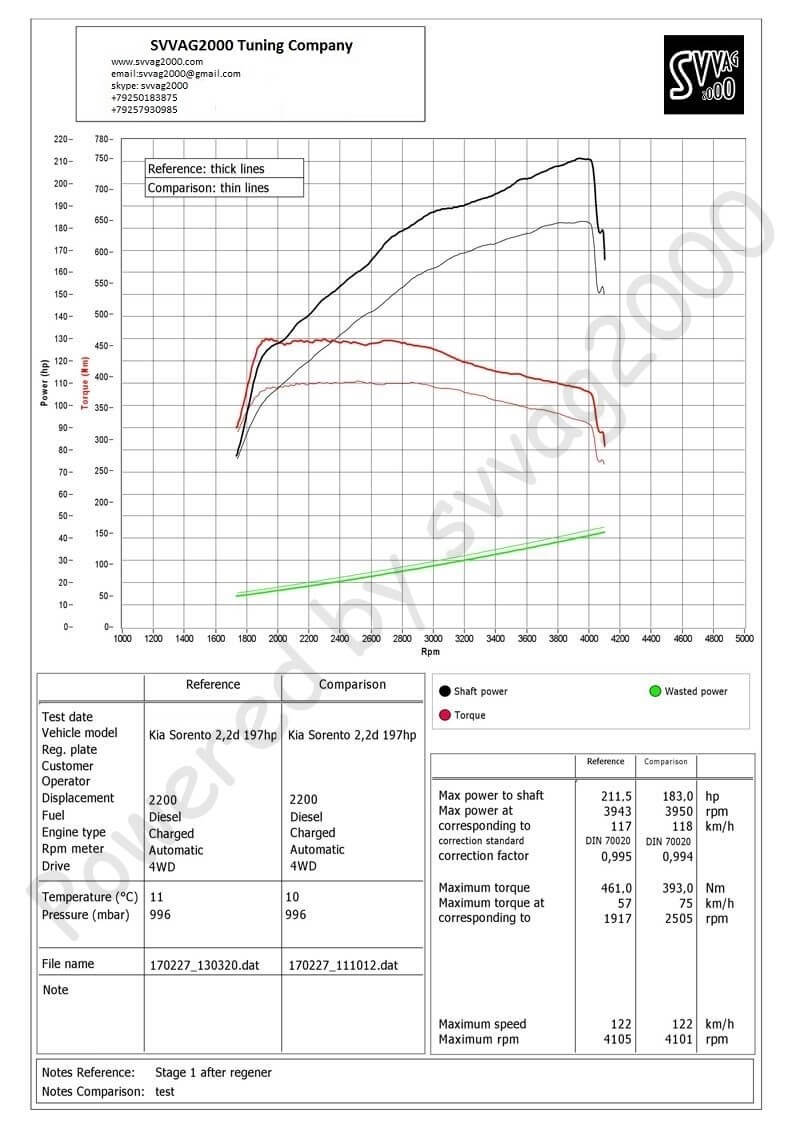 SVVAG2000 Tuning Company
www.svvag2000.com
email:svvag2000@gmail.com
skype: svvag2000
+79250183875
+79257930985
SVVAG
2000
Reference: thick lines
Comparison: thin lines
220 210 200 190 180 170 160 150 140 130 120 110 100 90 80 70 60 50 40 30 20 10 0
Power (hp)
780 750 700 650 600 550 500 450 400 350 300 250 200 150 100 50 0
Torque (Nm)
1000 1200 1400 1600 1800 2000 2200 2400 2600 2800 3000 3200 3400 3600 3800 4000 4200 4400 4600 4800 5000
Rpm
Powered by svvag2000
Reference Comparison
Test date
Vehicle model Kia Sorento 2,2d 197hp Kia Sorento 2,2d 197hp
Reg. plate
Customer
Operator
Displacement 2200 2200
Fuel Diesel Diesel
Engine type Charged Charged
Rpm meter Automatic Automatic
Drive 4WD 4WD
Temperature (°C) 11 10
Pressure (mbar) 996 996
File name 170227_130320.dat 170227_111012.dat
Note
Shaft power Wasted power
Torque
Reference Comparison
Max power to shaft 211,5 183,0 hp
Max power at 3943 3950 rpm
corresponding to 117 118 km/h
correction standard DIN 70020 DIN 70020
correction factor 0,995 0,994
Maximum torque 461,0 393,0 Nm
Maximum torque at 57 75 km/h
corresponding to 1917 2505 rpm
Maximum speed 122 122 km/h
Maximum rpm 4105 4101 rpm
Notes Reference: Stage 1 after regener
Notes Comparison: test